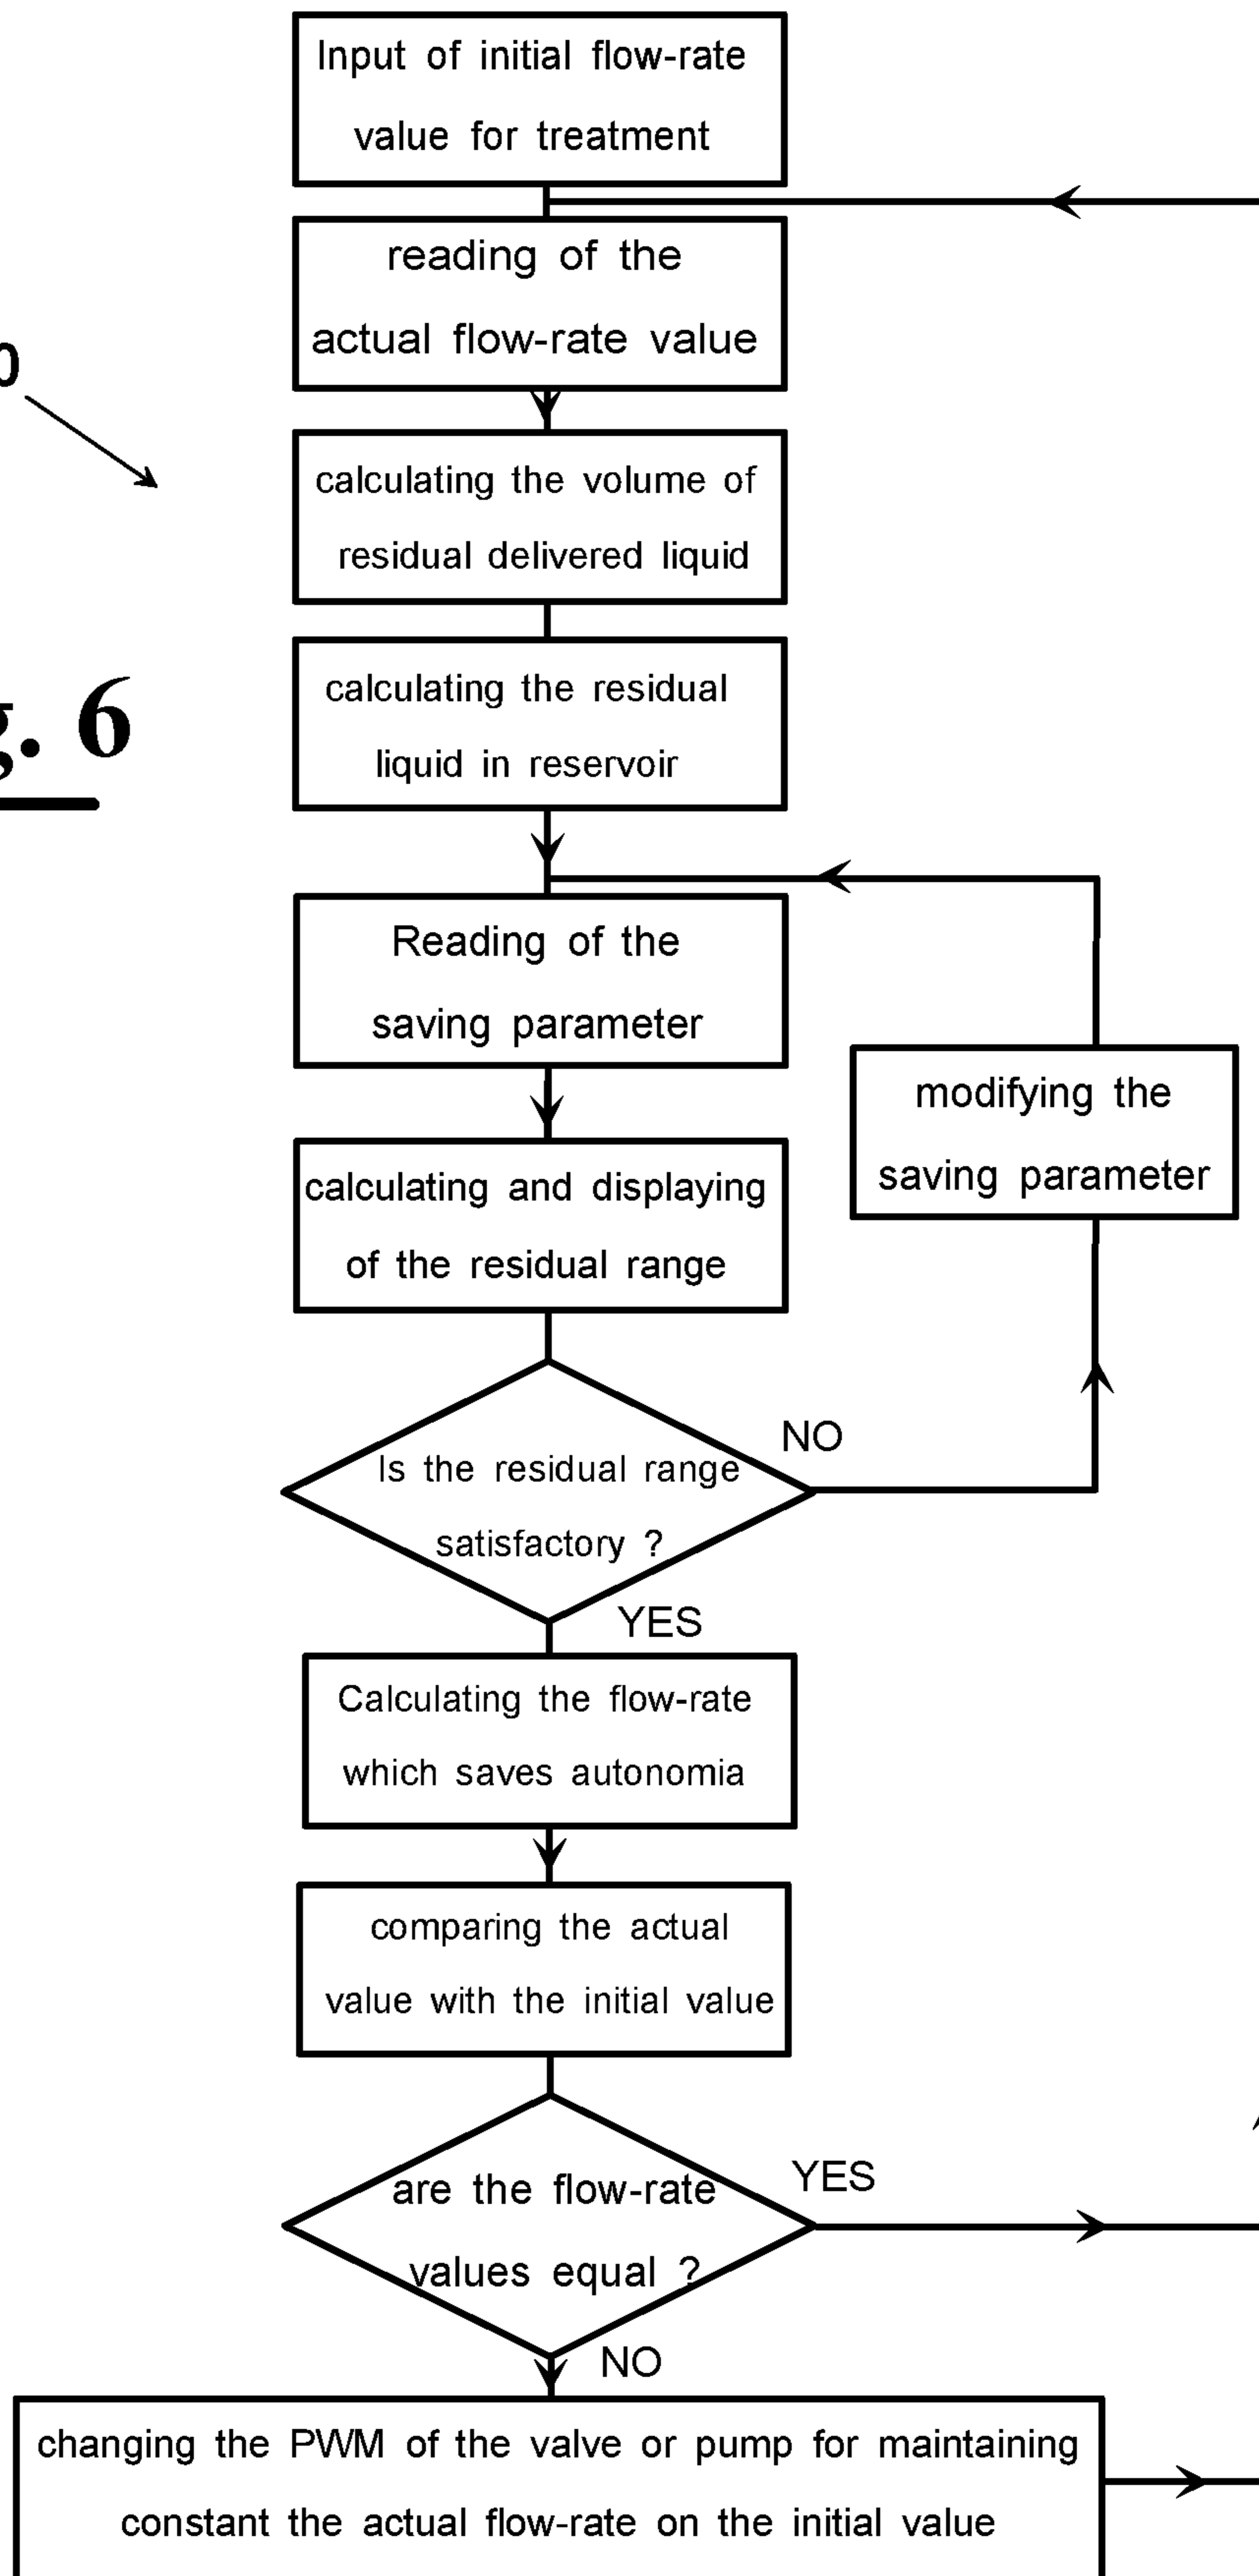 Input of initial flow-rate
value for treatment
reading of the
actual flow-rate value
0
calculating the volume of
residual delivered liquid
g. 6
calculating the residual
liquid in reservoir
Reading of the
saving parameter
modifying the
saving parameter
calculating and displaying
of the residual range
NO
Is the residual range
satisfactory ?
YES
Calculating the flow-rate
which saves autonomia
comparing the actual
value with the initial value
YES
are the flow-rate
values equal ?
NO
changing the PWM of the valve or pump for maintaining
constant the actual flow-rate on the initial value